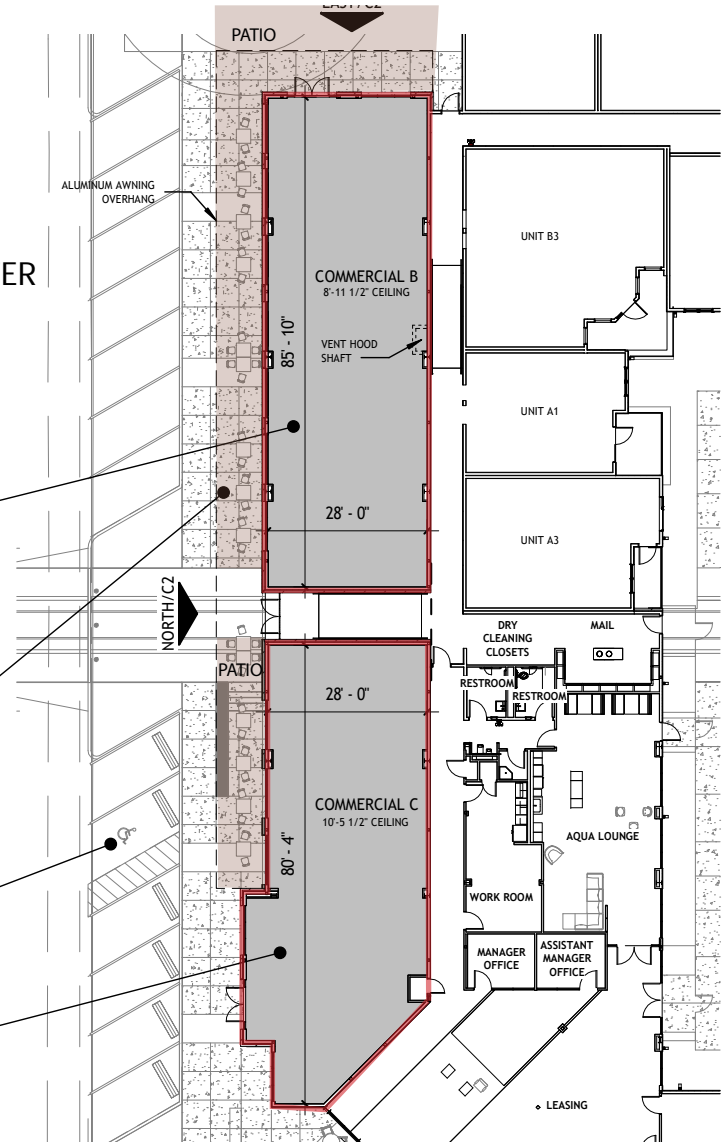 EAST/C2
PATIO
ALUMINUM AWNING
OVERHANG
ER
COMMERCIAL B
8'-11 1/2" CEILING
85' - 10"
VENT HOOD
SHAFT
28' - 0"
UNIT B3
UNIT A1
UNIT A3
NORTH/C2
DRY
CLEANING
CLOSETS
MAIL
PATIO
RESTROOM
RESTROOM
28' - 0"
COMMERCIAL C
10'-5 1/2" CEILING
80' - 4"
AQUA LOUNGE
WORK ROOM
MANAGER
OFFICE
ASSISTANT
MANAGER
OFFICE
LEASING